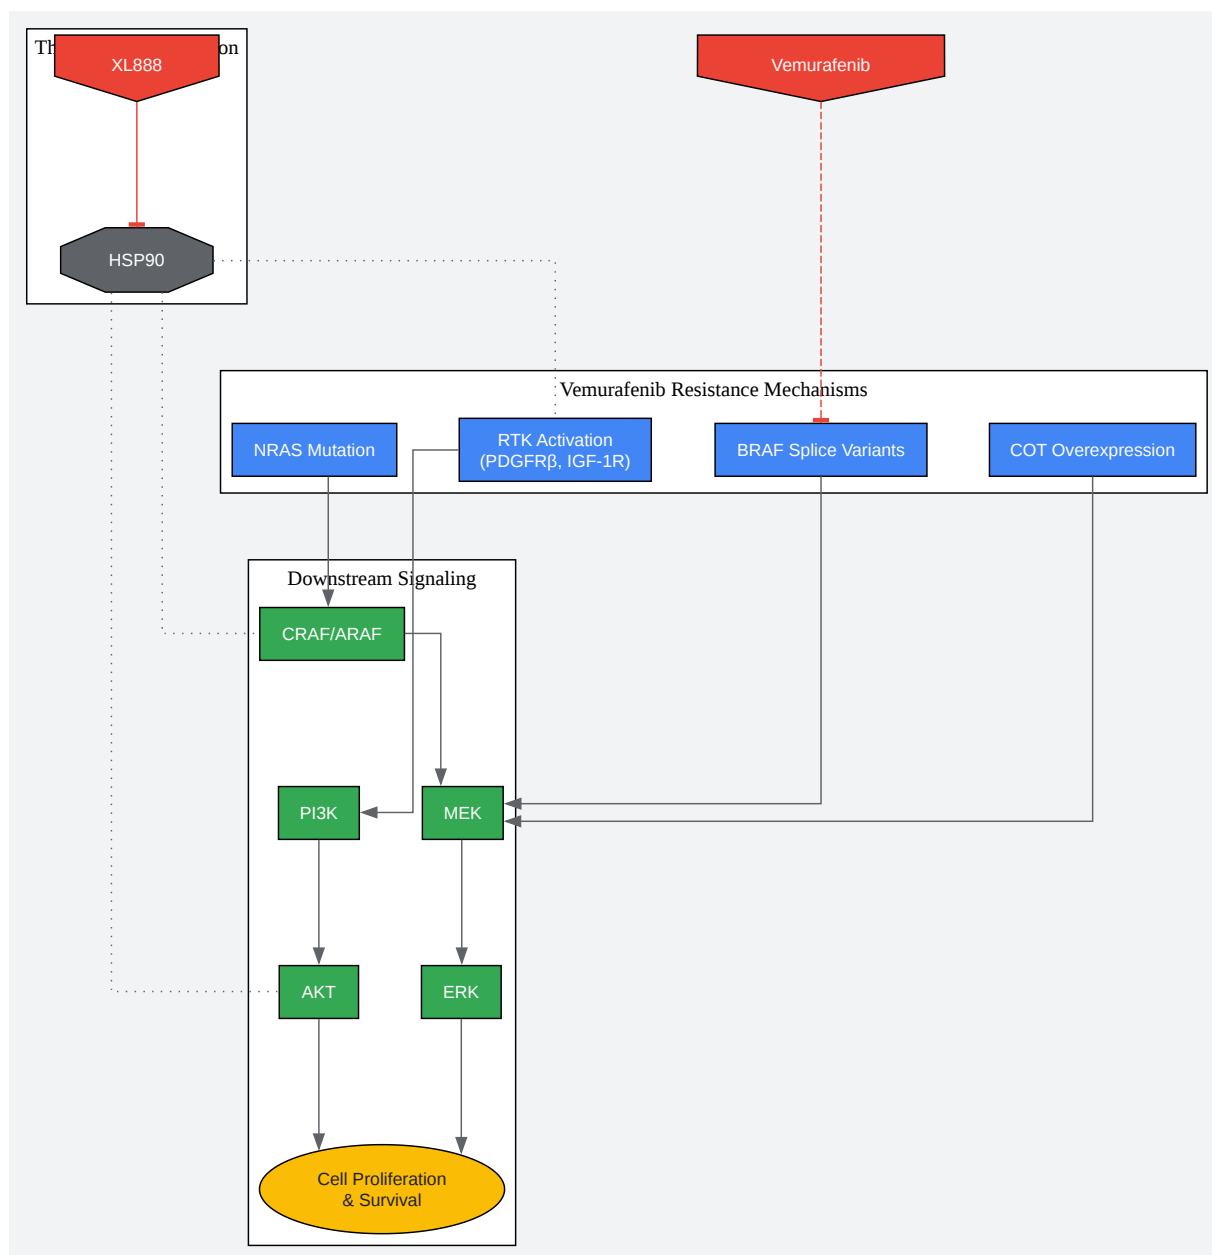 XL888
Vemurafenib
HSP90
Vemurafenib Resistance Mechanisms
NRAS Mutation
RTK Activation
(PDGFRβ, IGF-1R)
BRAF Splice Variants
COT Overexpression
Downstream Signaling
CRAF/ARAF
PI3K
MEK
AKT
ERK
Cell Proliferation
& Survival